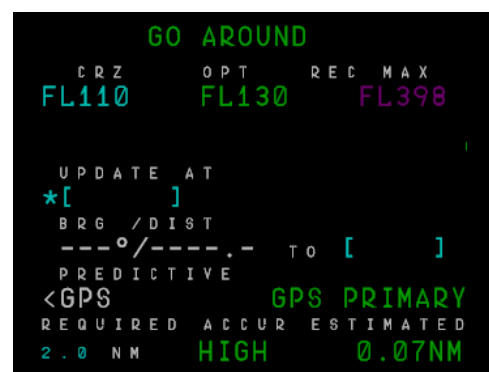 GO AROUND
CRZ OPT REC MAX
FL110 FL130 FL398
UPDATE AT
*[ ]
BRG /DIST
---°/----.- TO [ ]
PREDICTIVE
<GPS GPS PRIMARY
REQUIRED ACCUR ESTIMATED
2.0 NM HIGH 0.07NM